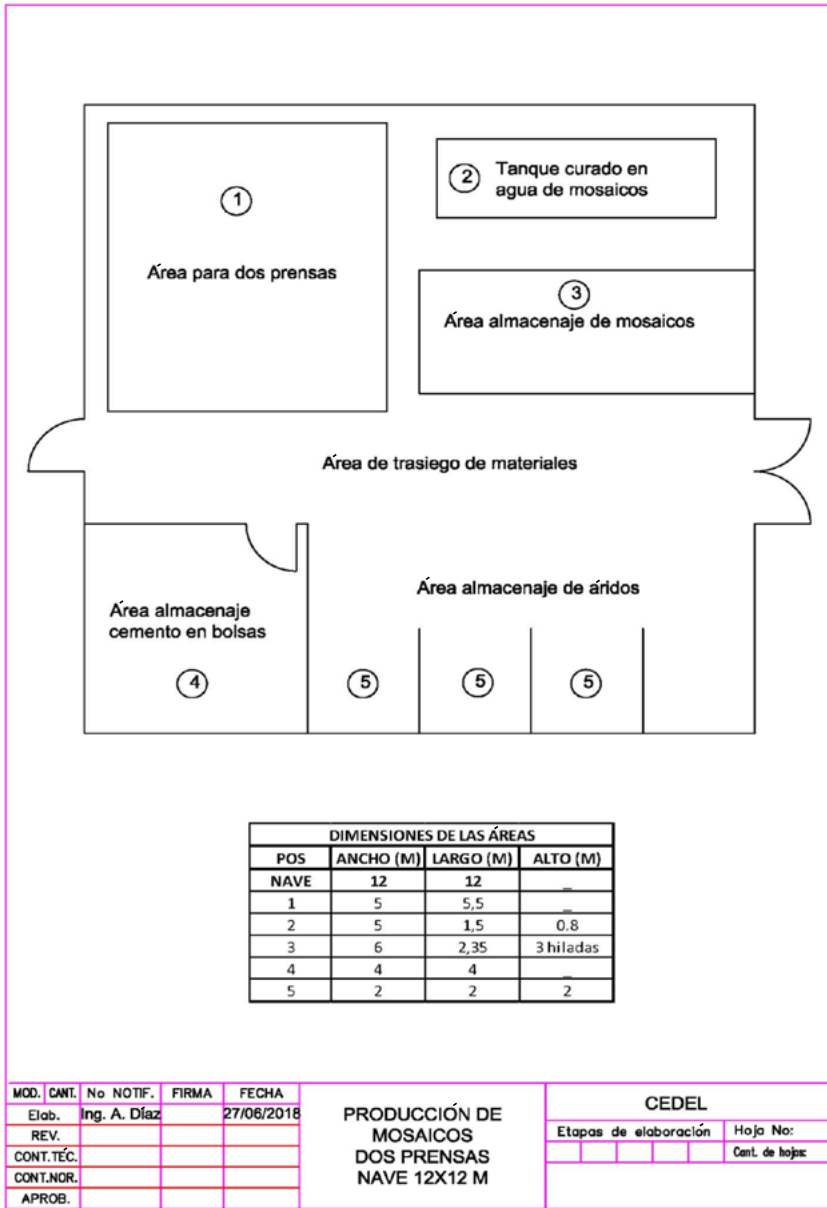 1
Área para dos prensas
2
Tanque curado en
agua de mosaicos
3
Área almacenaje de mosaicos
Área de trasiego de materiales
Área almacenaje
cemento en bolsas
4
Área almacenaje de áridos
5 5 5
DIMENSIONES DE LAS ÁREAS
POS ANCHO (M) LARGO (M) ALTO (M)
NAVE 12 12 _
1 5 5,5 _
2 5 1,5 0.8
3 6 2,35 3 hiladas
4 4 4 _
5 2 2 2
MOD. CANT. No NOTIF. FIRMA FECHA
Elab. Ing. A. Díaz 27/06/2018
REV.
CONT.TÉC.
CONT.NOR.
APROB.
PRODUCCIÓN DE
MOSAICOS
DOS PRENSAS
NAVE 12X12 M
CEDEL
Etapas de elaboración Hoja No:
Cant. de hojas: